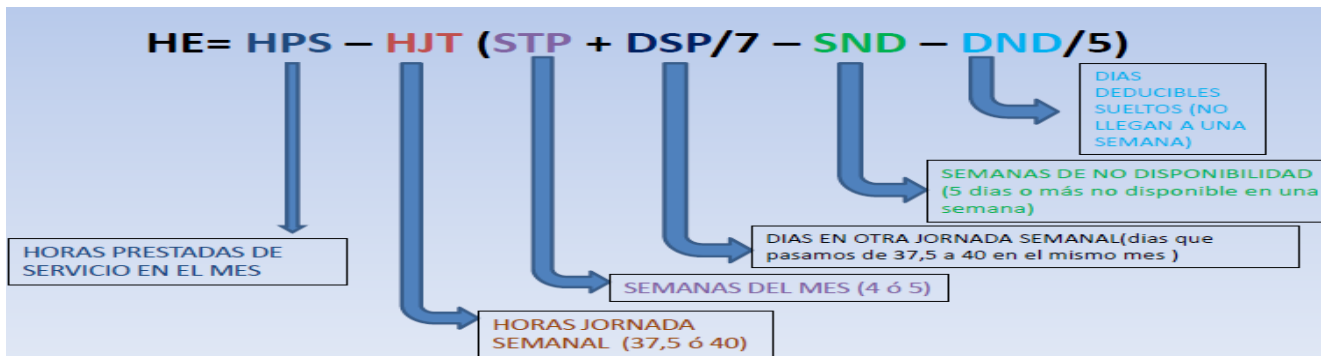 HE= HPS – HJT (STP + DSP/7 – SND – DND/5)
DIAS
DEDUCIBLES
SUELTOS (NO
LLEGAN A UNA
SEMANA)
SEMANAS DE NO DISPONIBILIDAD
(5 dias o más no disponible en una
semana)
DIAS EN OTRA JORNADA SEMANAL(dias que
pasamos de 37,5 a 40 en el mismo mes )
HORAS PRESTADAS DE
SERVICIO EN EL MES
SEMANAS DEL MES (4 ó 5)
HORAS JORNADA
SEMANAL (37,5 ó 40)